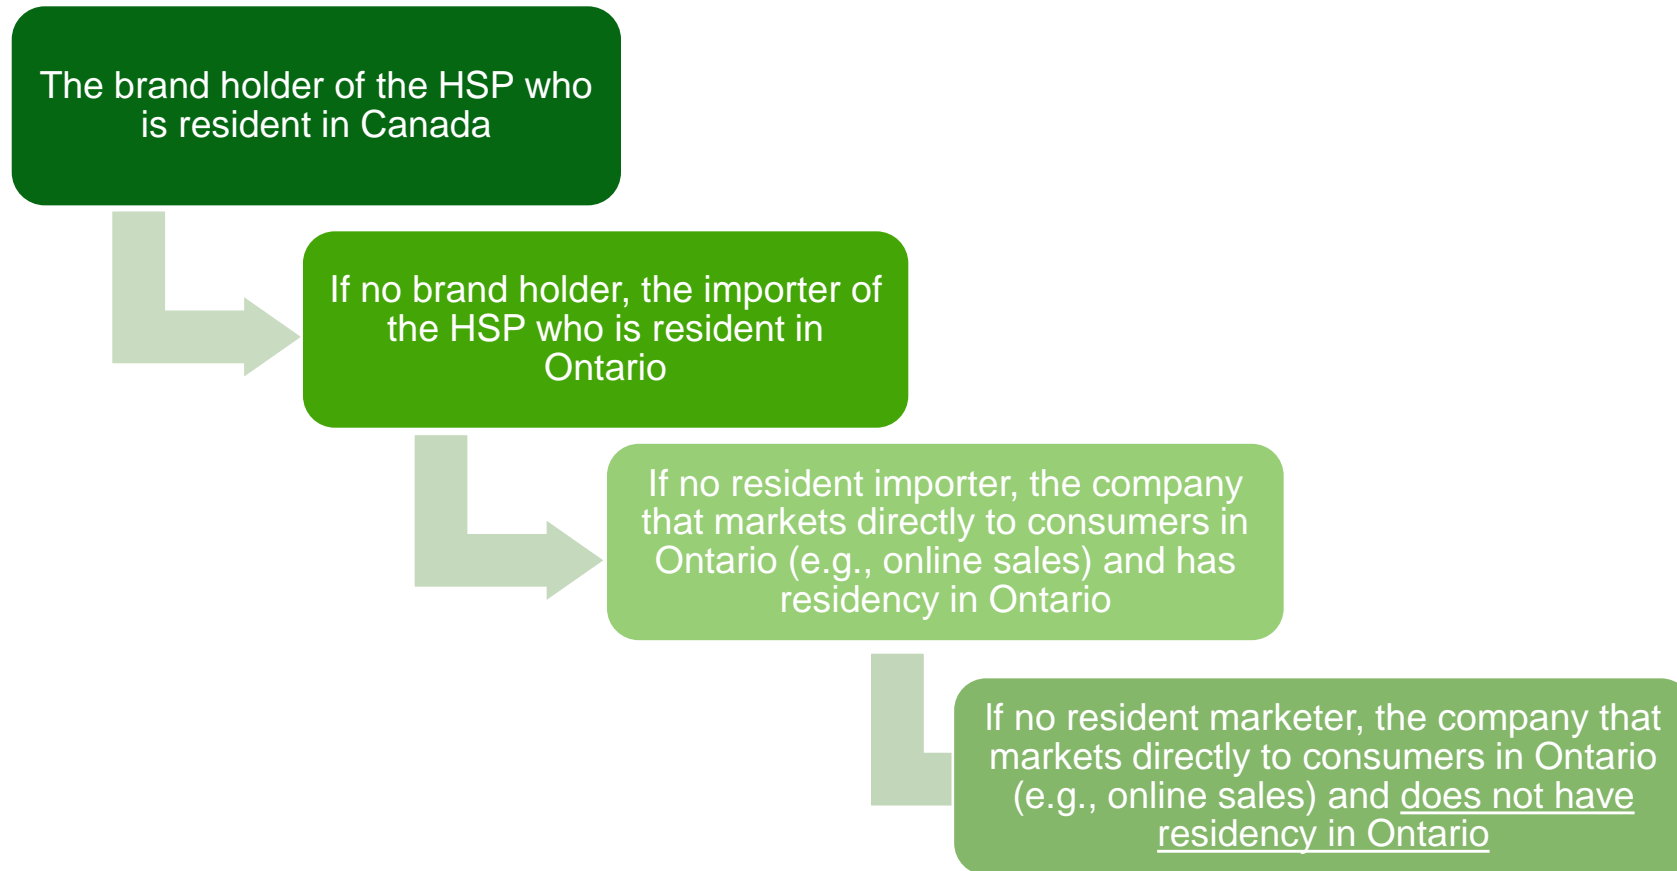 The brand holder of the HSP who
is resident in Canada
If no brand holder, the importer of
the HSP who is resident in
Ontario
If no resident importer, the company
that markets directly to consumers in
Ontario (e.g., online sales) and has
residency in Ontario
If no resident marketer, the company that
markets directly to consumers in Ontario
(e.g., online sales) and does not have
residency in Ontario